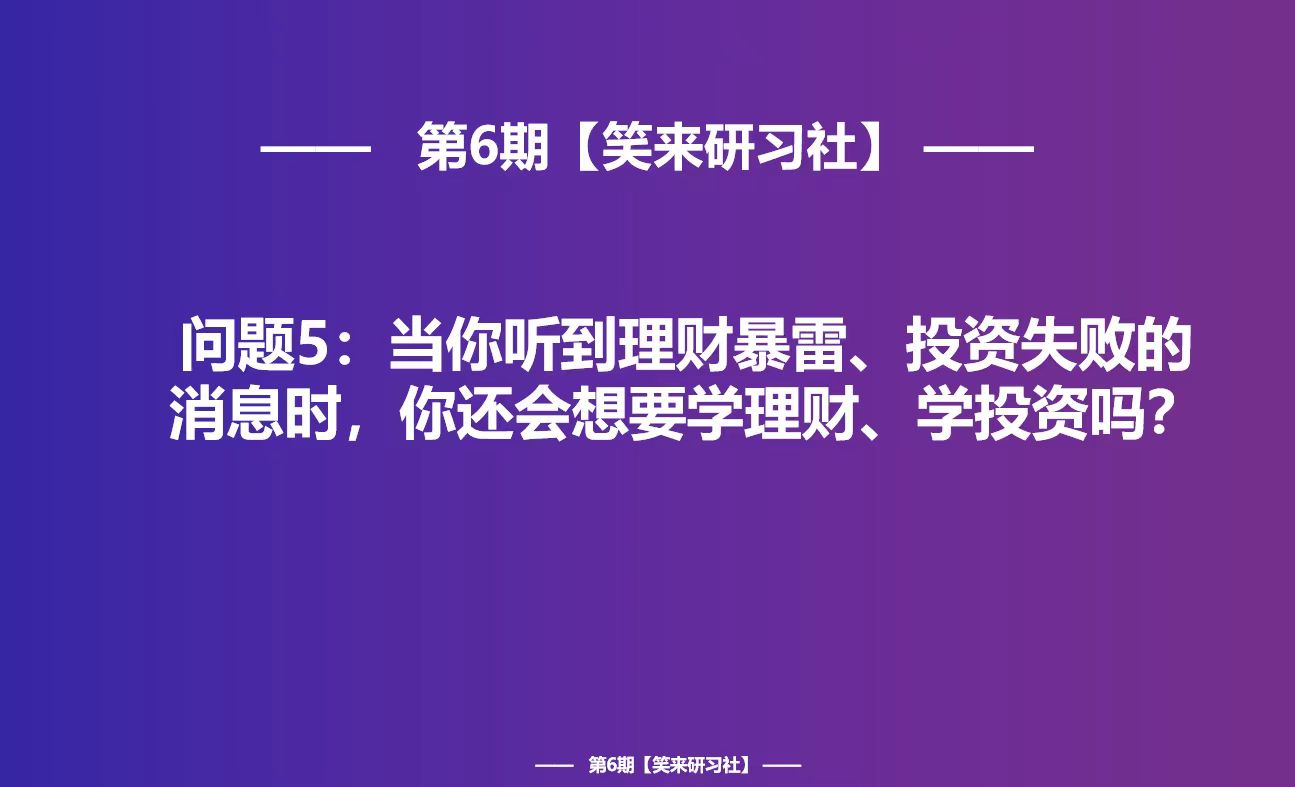 —— 第6期【笑来研习社】 ——
问题5：当你听到理财暴雷、投资失败的
消息时，你还会想要学理财、学投资吗？
—— 第6期【笑来研习社】 ——